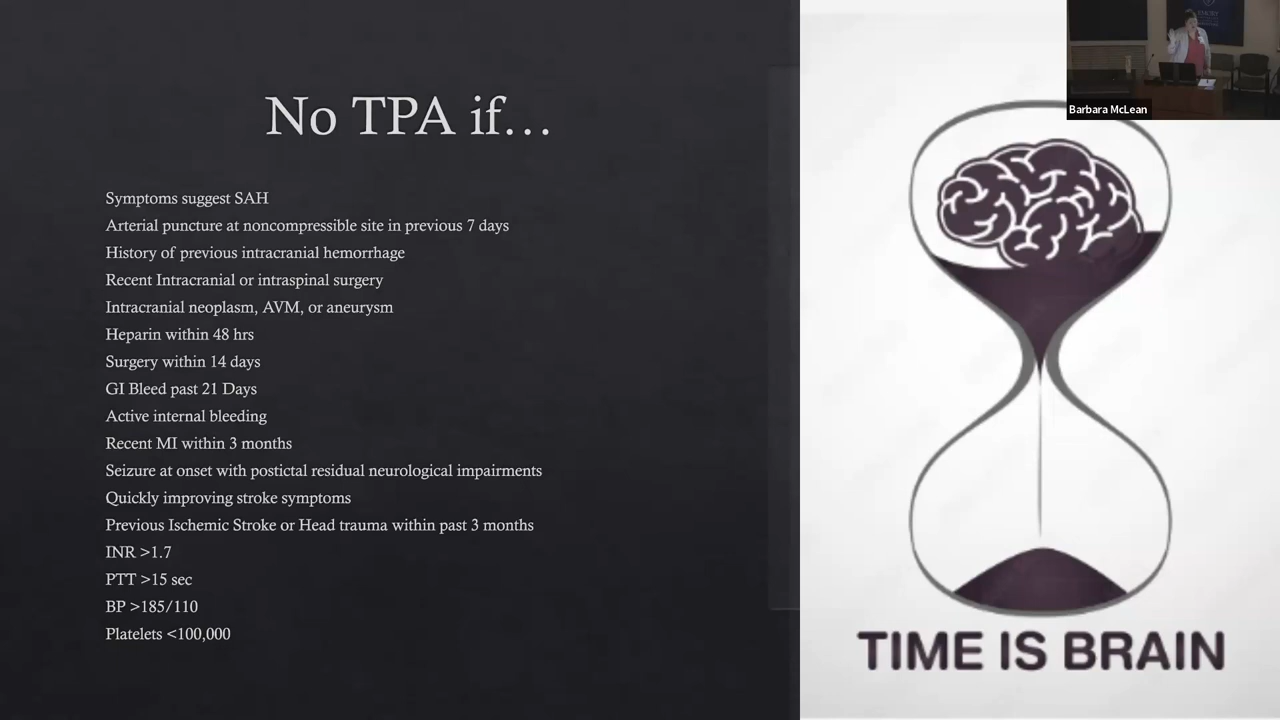 No TPA if…
Symptoms suggest SAH
Arterial puncture at noncompressible site in previous 7 days
History of previous intracranial hemorrhage
Recent Intracranial or intraspinal surgery
Intracranial neoplasm, AVM, or aneurysm
Heparin within 48 hrs
Surgery within 14 days
GI Bleed past 21 Days
Active internal bleeding
Recent MI within 3 months
Seizure at onset with postictal residual neurological impairments
Quickly improving stroke symptoms
Previous Ischemic Stroke or Head trauma within past 3 months
INR >1.7
PTT >15 sec
BP >185/110
Platelets <100,000
Barbara McLean
TIME IS BRAIN